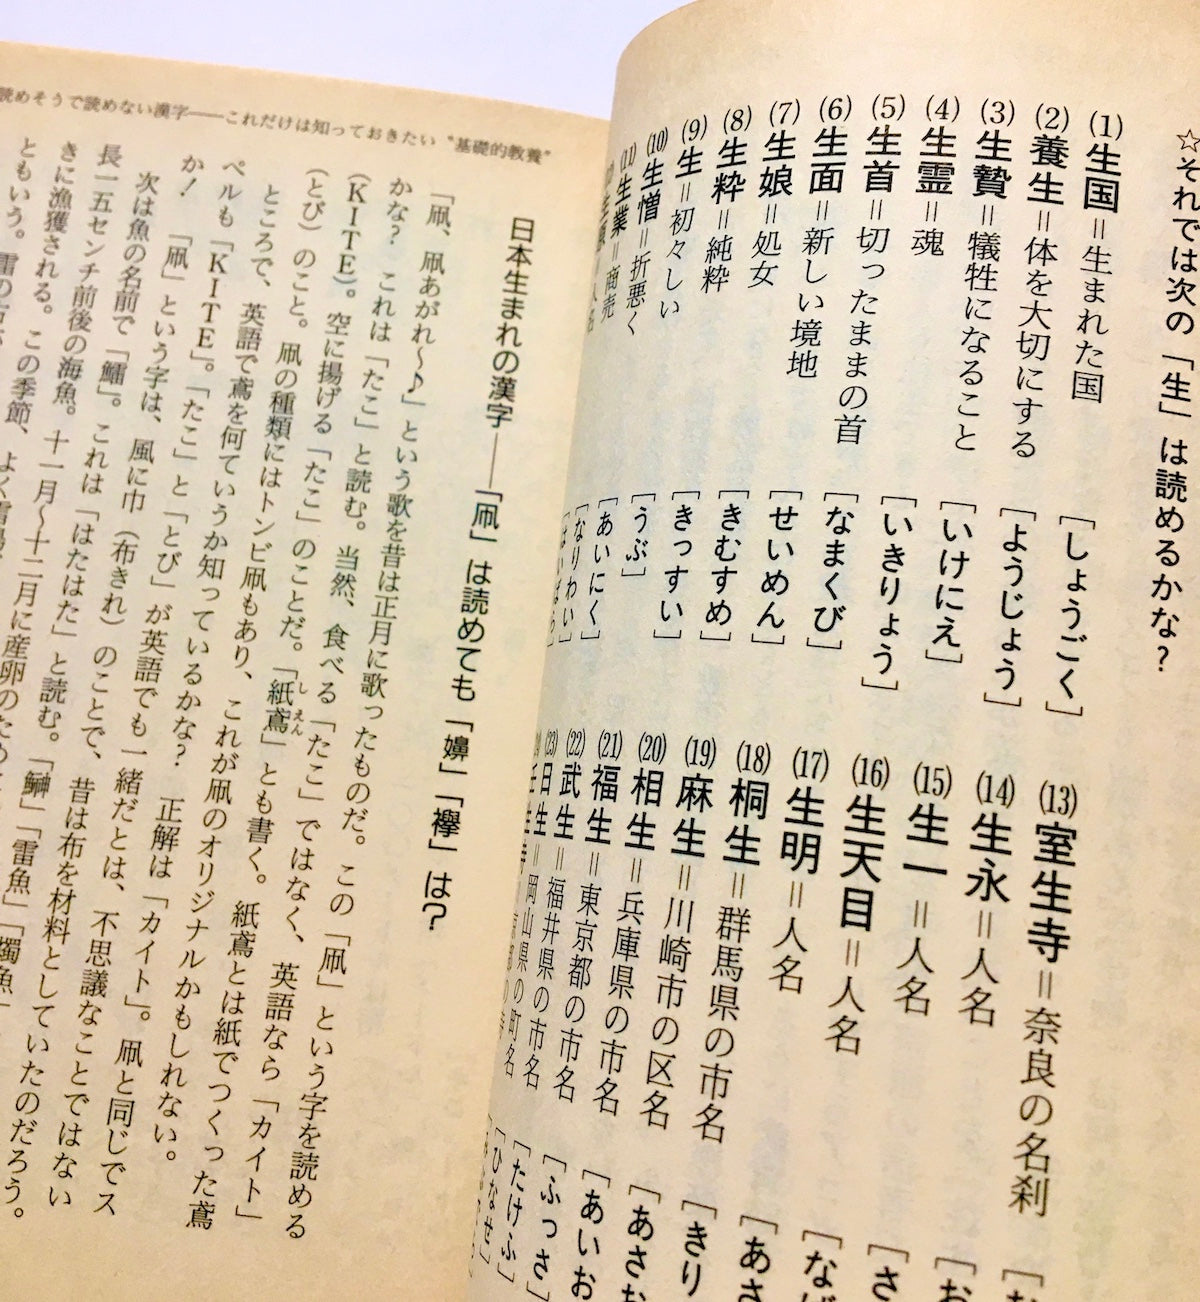 ☆それでは次の「生」は読めるかな？
(1)生国＝生まれた国 [しょうごく]
(2)養生＝体を大切にする [ようじょう]
(3)生贄＝犠牲になること [いけにえ]
(4)生霊＝魂 [いきりょう]
(5)生首＝切ったままの首 [なまくび]
(6)生面＝新しい境地 [せいめん]
(7)生娘＝処女 [きむすめ]
(8)生粋＝純粋 [きっすい]
(9)生＝初々しい [うぶ]
(10)生憎＝折悪く [あいにく]
(11)生業＝商売 [なりわい]
(13)室生寺＝奈良の名刹
(14)生永＝人名
(15)生一＝人名
(16)生天目＝人名
(17)生明＝人名
(18)桐生＝群馬県の市名 [きり
(19)麻生＝川崎市の区名 [あさお
(20)相生＝兵庫県の市名 [あいお
(21)福生＝東京都の市名 [ふっさ]
(22)武生＝福井県の市名 [たけふ]
(23)日生＝岡山県の町名 [ひなせ]
読めそうで読めない漢字――これだけは知っておきたい“基礎的教養”
日本生まれの漢字――「凧」は読めても「嬶」「襷」は？
「凧、凧あがれ～♪」という歌を昔は正月に歌ったものだ。この「凧」という字を読める
かな？　これは「たこ」と読む。当然、食べる「たこ」ではなく、英語なら「カイト」
(KITE)。空に揚げる「たこ」のことだ。「紙鳶」とも書く。紙鳶とは紙でつくった鳶
(とび)のこと。凧の種類にはトンビ凧もあり、これが凧のオリジナルかもしれない。
ところで、英語で鳶を何ていうか知っているかな？　正解は「カイト」。凧と同じでス
ペルも「KITE」。「たこ」と「とび」が英語でも一緒だとは、不思議なことではない
か！　「凧」という字は、風に巾（布きれ）のことで、昔は布を材料としていたのだろう。
次は魚の名前で「鱩」。これは「はたはた」と読む。「鰰」「雷魚」「燭魚」
長一五センチ前後の海魚。十一月～十二月に産卵のため
きに漁獲される。この季節、よく雷鳴
ともいう。